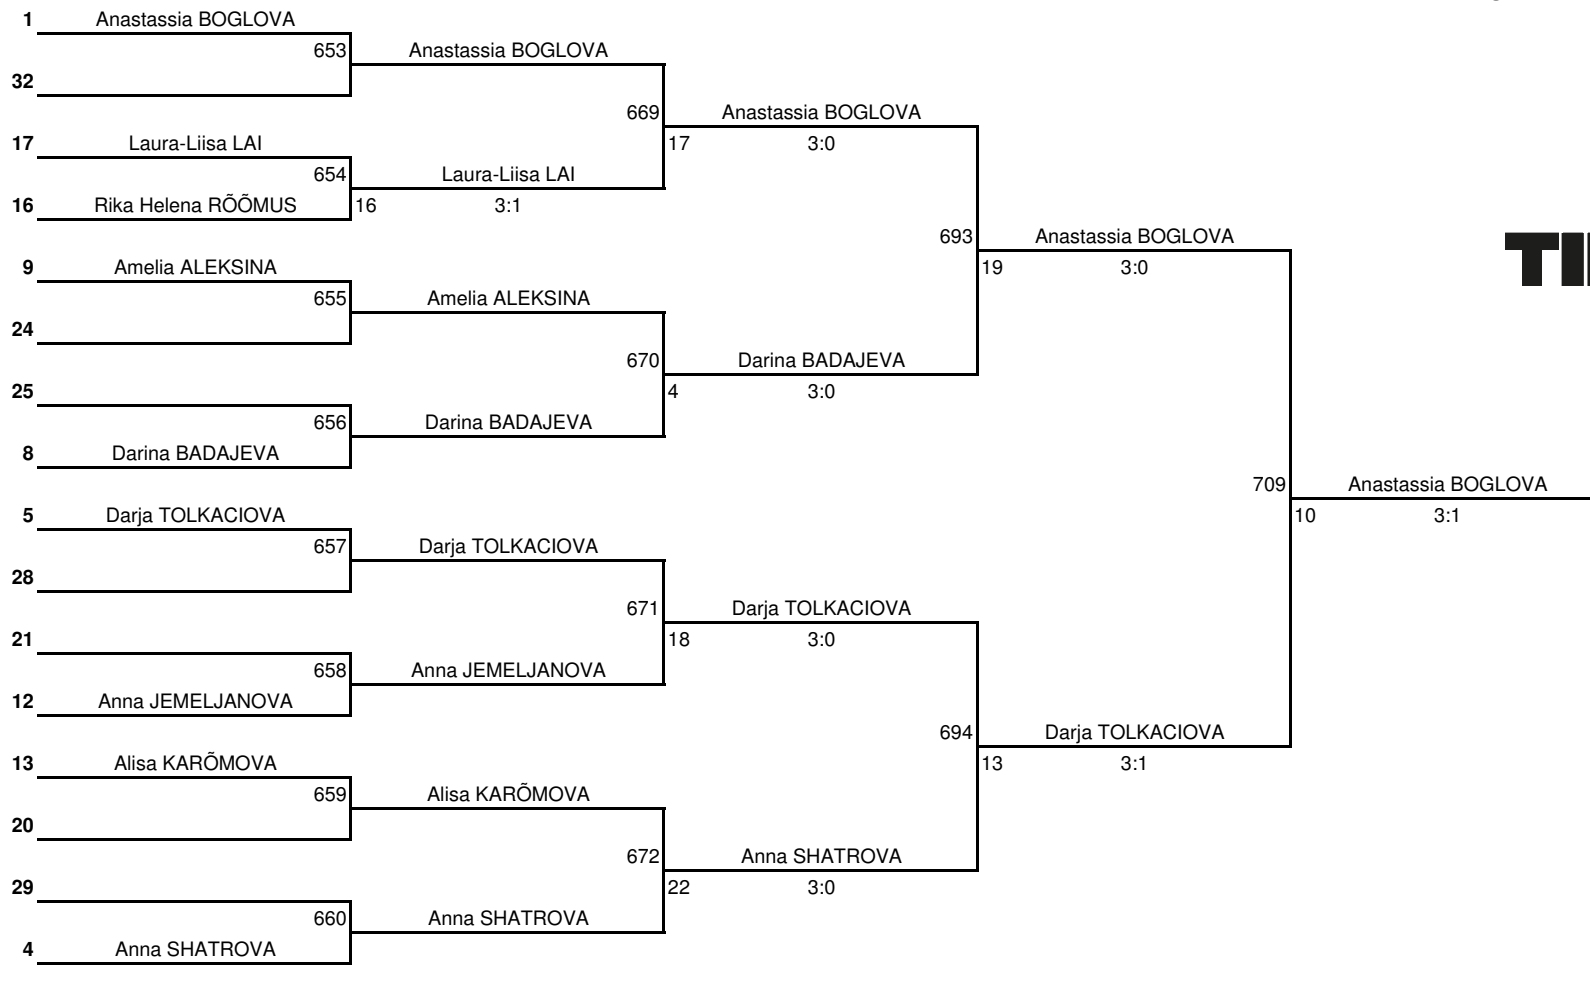 1 Anastassia BOGLOVA
653 Anastassia BOGLOVA
32
669 Anastassia BOGLOVA
17 Laura-Liisa LAI
17 3:0
654 Laura-Liisa LAI
16 Rika Helena RÕÕMUS 16 3:1
693 Anastassia BOGLOVA
9 Amelia ALEKSINA
19 3:0
655 Amelia ALEKSINA
24
670 Darina BADAJEVA
25
4 3:0
656 Darina BADAJEVA
8 Darina BADAJEVA
709 Anastassia BOGLOVA
5 Darja TOLKACIOVA
10 3:1
657 Darja TOLKACIOVA
28
671 Darja TOLKACIOVA
21
18 3:0
658 Anna JEMELJANOVA
12 Anna JEMELJANOVA
694 Darja TOLKACIOVA
13 Alisa KARÕMOVA
13 3:1
659 Alisa KARÕMOVA
20
672 Anna SHATROVA
29
22 3:0
660 Anna SHATROVA
4 Anna SHATROVA